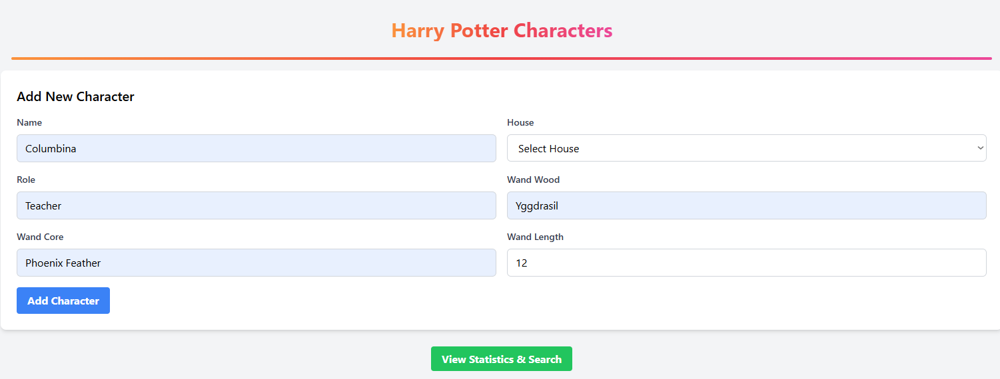 Harry Potter Characters
Add New Character
Name
House
Columbina
Select House
Role
Wand Wood
Teacher
Yggdrasil
Wand Core
Wand Length
Phoenix Feather
12
Add Character
View Statistics & Search